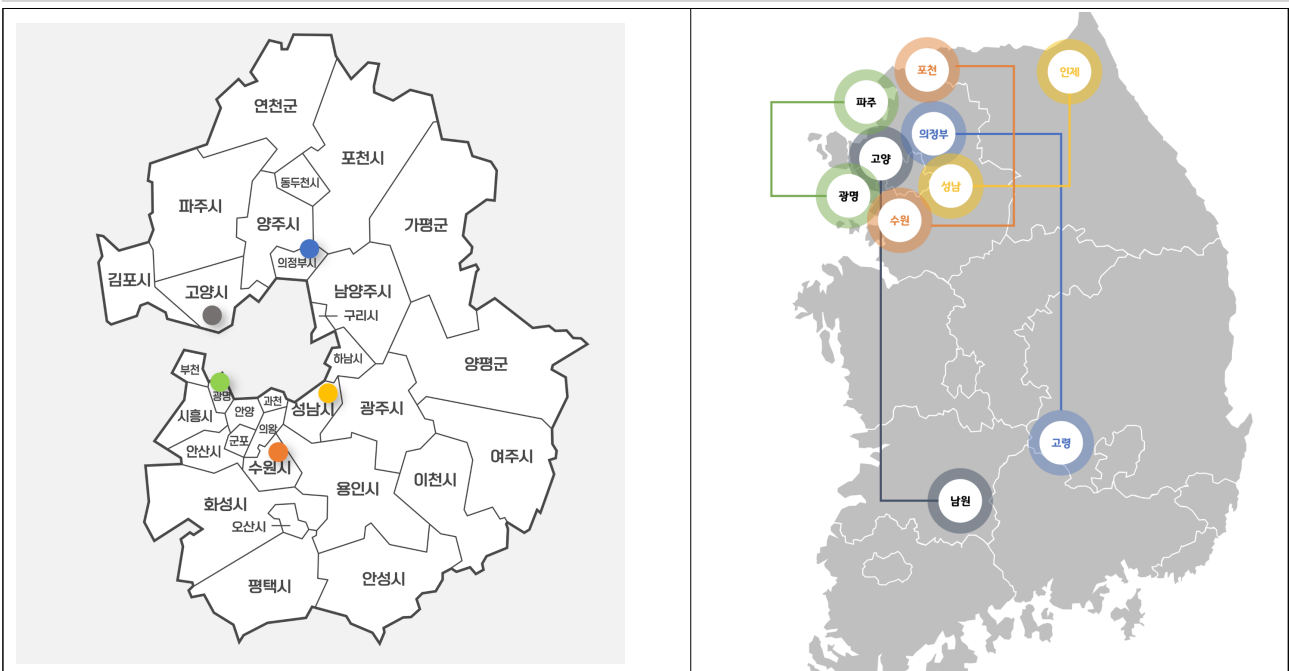 연천군
포천시
동두천시
파주시
양주시
가평군
의정부시
김포시
고양시
남양주시
구리시
하남시
양평군
부천
광명
과천
성남시
광주시
시흥시
안양
의왕
군포
안산시
수원시
여주시
이천시
용인시
화성시
오산시
평택시
안성시
포천
인제
파주
의정부
고양
성남
광명
수원
고령
남원